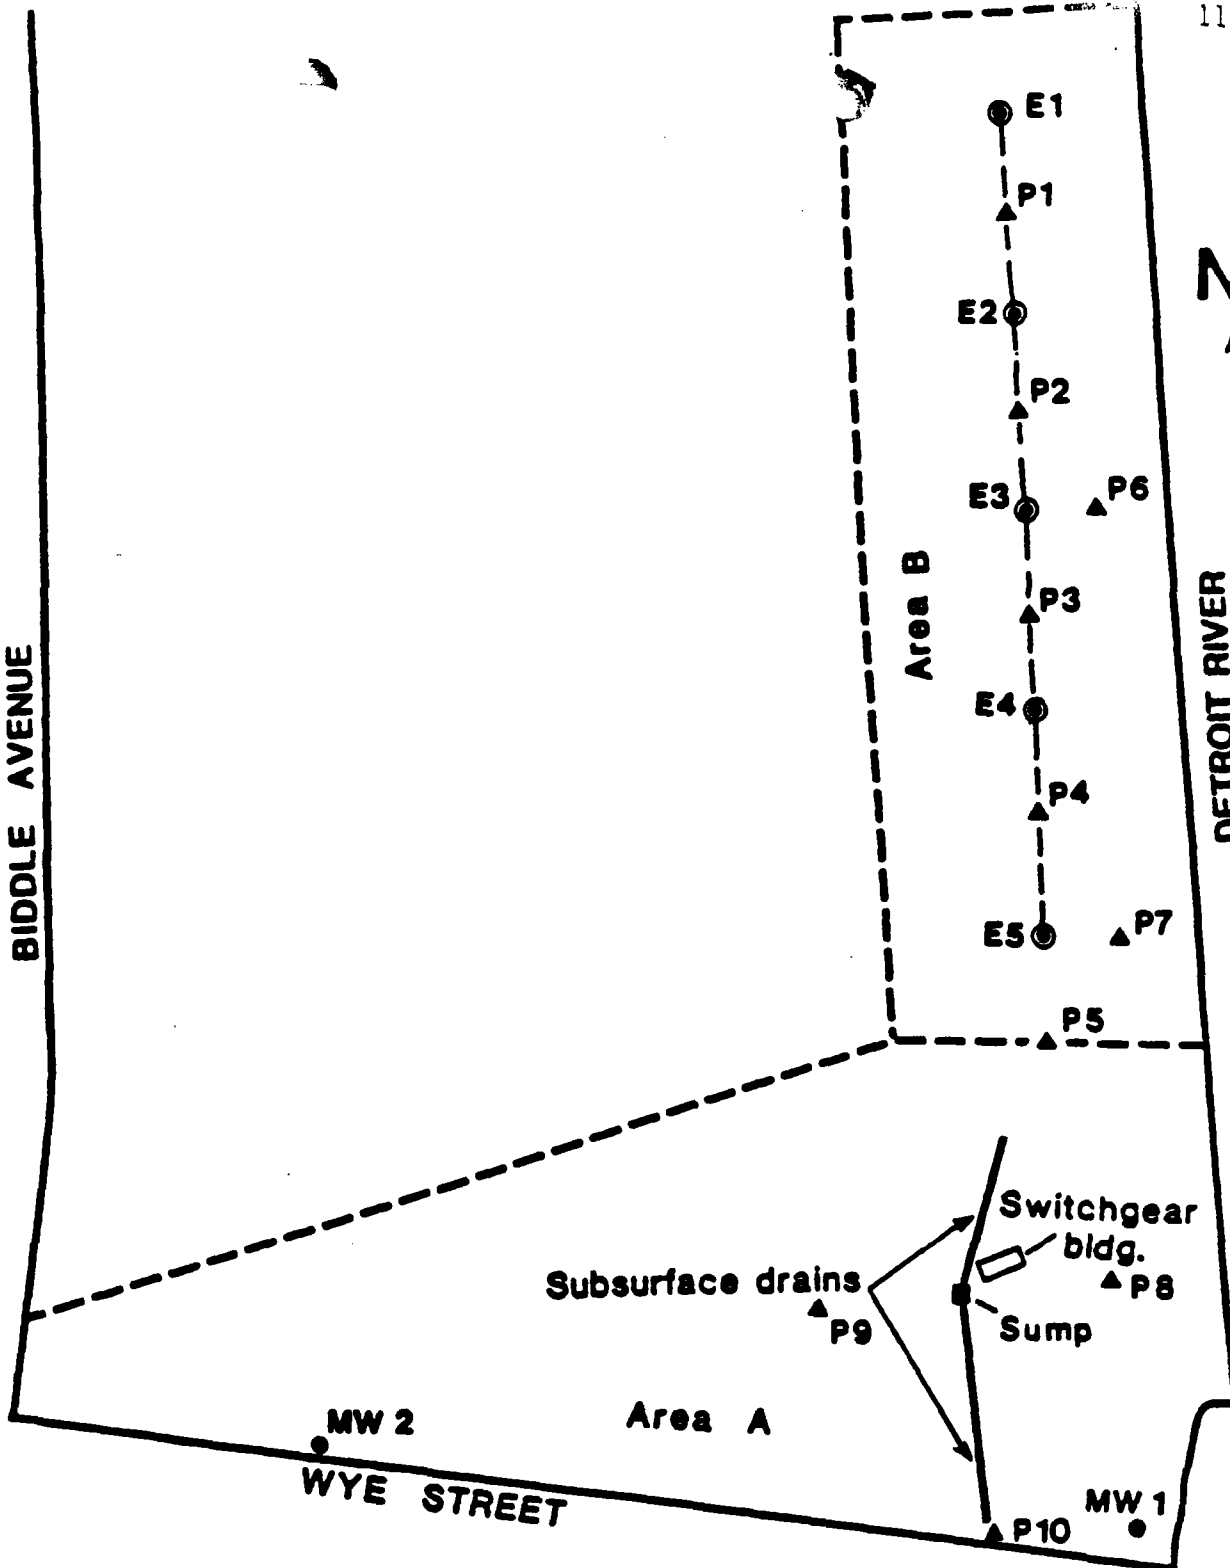 11
E1
P1
N
E2
P2
E3
P6
Area B
P3
DETROIT RIVER
E4
BIDDLE AVENUE
P4
E5
P7
P5
Switchgear
bldg.
Subsurface drains
P8
P9
Sump
Area A
MW 2
WYE STREET
MW 1
P10